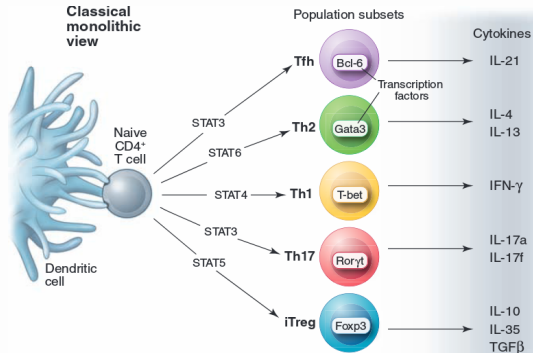 Classical
monolithic
view
Population subsets
Cytokines
Tfh
Bcl-6
IL-21
Transcription
factors
STAT3
Naive
CD4⁺
T cell
STAT6
Th2
Gata3
IL-4
IL-13
STAT4
Th1
T-bet
IFN-γ
STAT3
Th17
Rorγt
IL-17a
IL-17f
STAT5
Dendritic
cell
iTreg
Foxp3
IL-10
IL-35
TGFβ